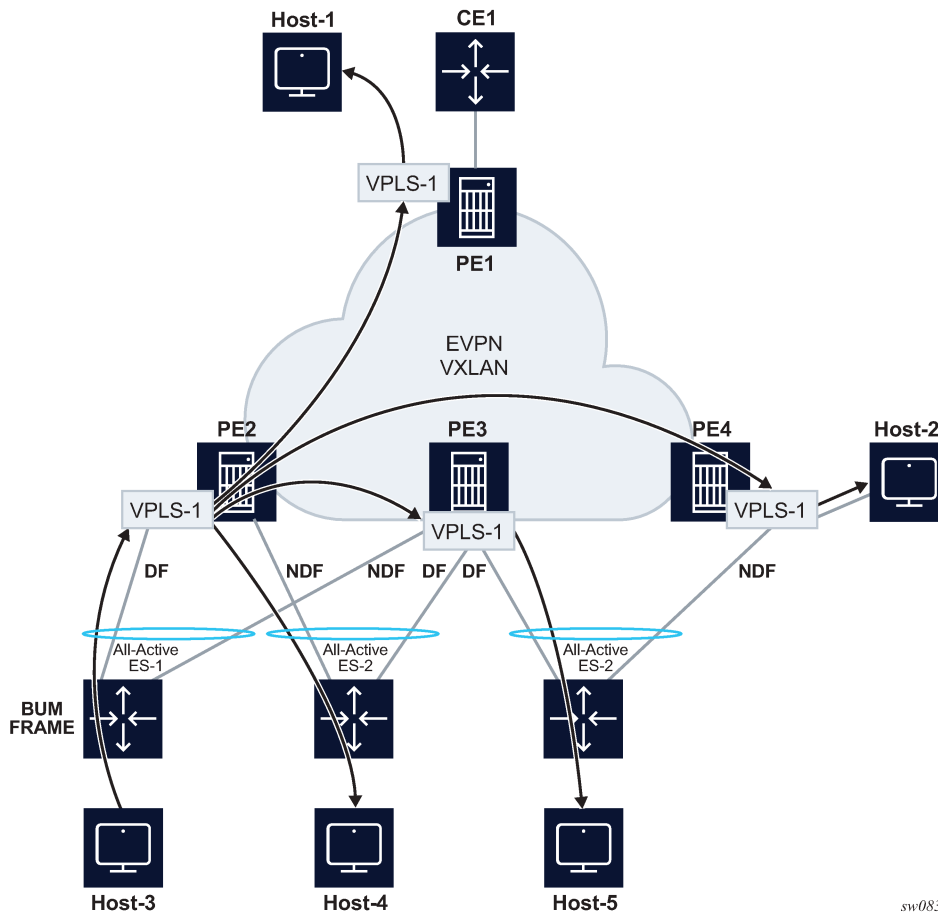 Host-1
CE1
VPLS-1
PE1
EVPN
VXLAN
PE2
PE3
PE4
Host-2
VPLS-1
VPLS-1
VPLS-1
DF
NDF
NDF
DF
DF
NDF
All-Active
ES-1
All-Active
ES-2
All-Active
ES-2
BUM
FRAME
Host-3
Host-4
Host-5
sw083